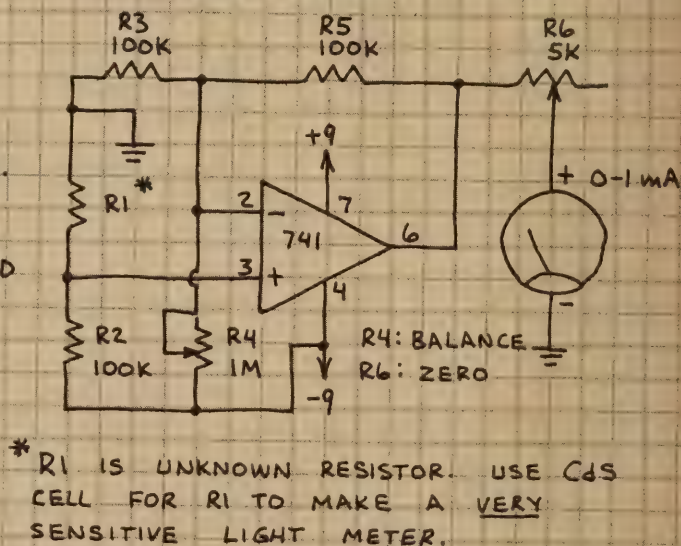 R3 R5 R6
100K 100K 5K
+9
+ 0-1 mA
R1 *
2 - 7
741 6
3 +
D
4
R2 R4 R4: BALANCE -
100K 1M R6: ZERO
-9
* R1 IS UNKNOWN RESISTOR. USE CdS
CELL FOR R1 TO MAKE A VERY
SENSITIVE LIGHT METER.